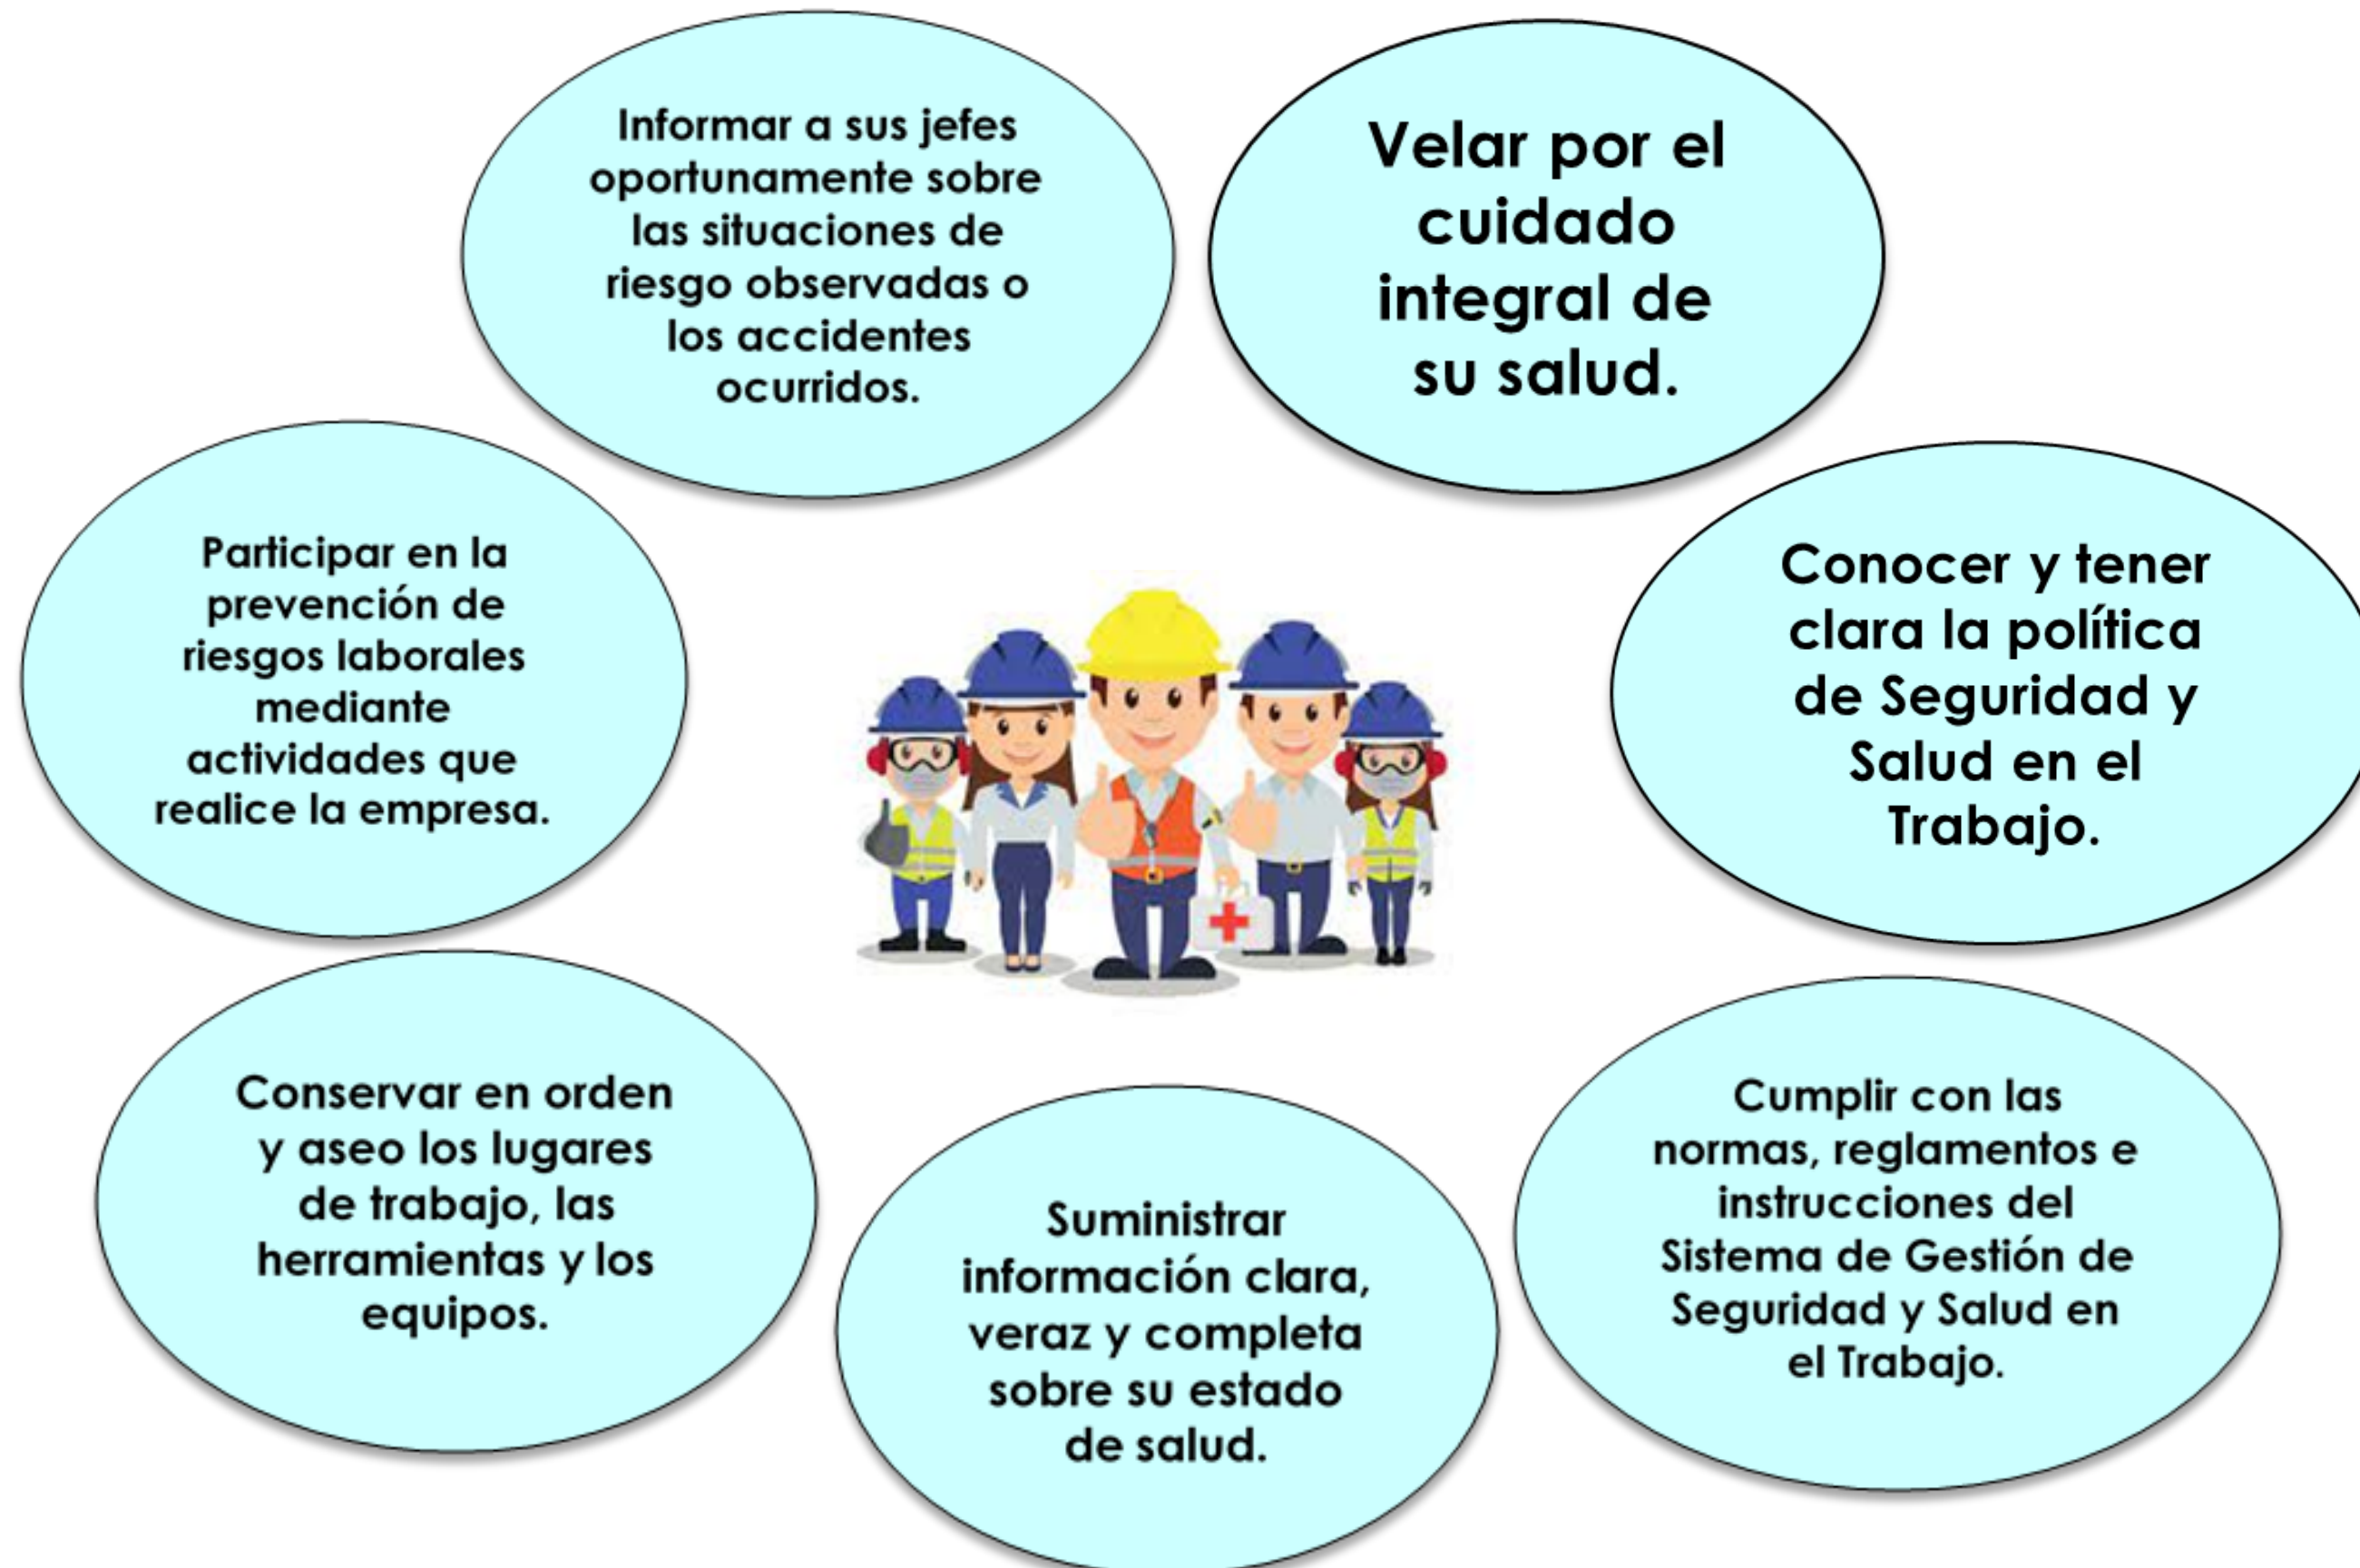 Informar a sus jefes
oportunamente sobre
las situaciones de
riesgo observadas o
los accidentes
ocurridos.
Velar por el
cuidado
integral de
su salud.
Participar en la
prevención de
riesgos laborales
mediante
actividades que
realice la empresa.
Conocer y tener
clara la política
de Seguridad y
Salud en el
Trabajo.
Conservar en orden
y aseo los lugares
de trabajo, las
herramientas y los
equipos.
Suministrar
información clara,
veraz y completa
sobre su estado
de salud.
Cumplir con las
normas, reglamentos e
instrucciones del
Sistema de Gestión de
Seguridad y Salud en
el Trabajo.